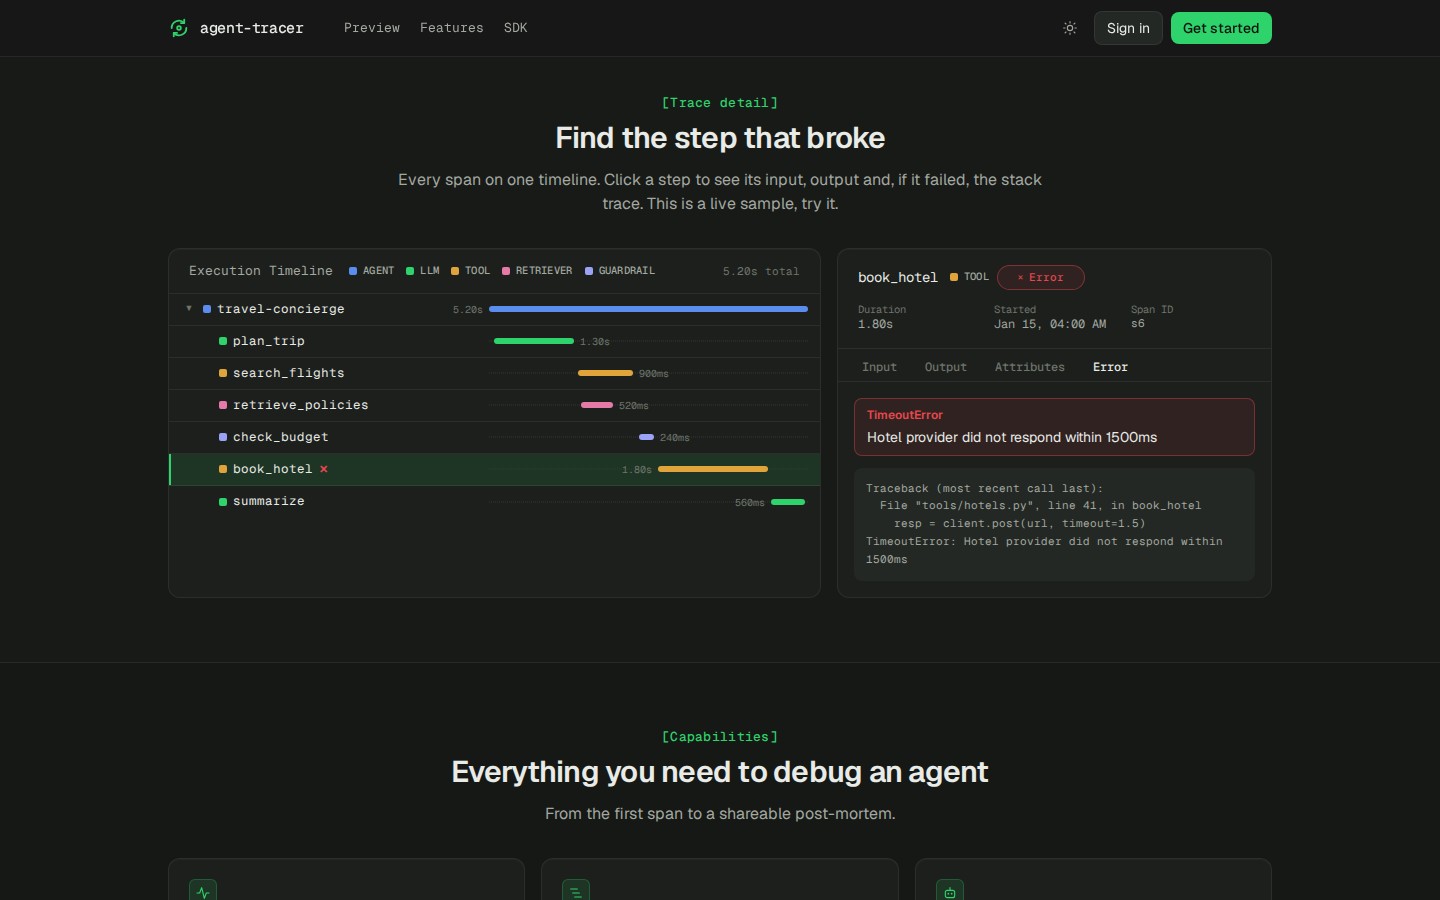 agent-tracer
Preview
Features
SDK
Sign in
Get started
[Trace detail]
Find the step that broke
Every span on one timeline. Click a step to see its input, output and, if it failed, the stack
trace. This is a live sample, try it.
Execution Timeline
AGENT
LLM
TOOL
RETRIEVER
GUARDRAIL
5.20s total
▼ travel-concierge
5.20s
plan_trip
1.30s
search_flights
900ms
retrieve_policies
520ms
check_budget
240ms
book_hotel ×
1.80s
summarize
560ms
book_hotel
TOOL
× Error
Duration
1.80s
Started
Jan 15, 04:00 AM
Span ID
s6
Input
Output
Attributes
Error
TimeoutError
Hotel provider did not respond within 1500ms
Traceback (most recent call last):
File "tools/hotels.py", line 41, in book_hotel
resp = client.post(url, timeout=1.5)
TimeoutError: Hotel provider did not respond within
1500ms
[Capabilities]
Everything you need to debug an agent
From the first span to a shareable post-mortem.